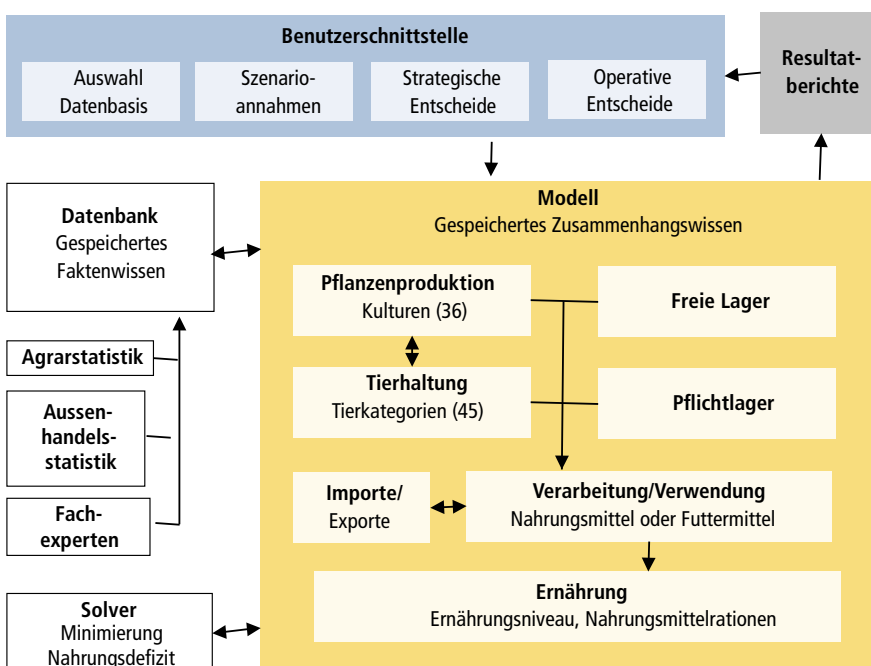 Benutzerschnittstelle
Auswahl
Datenbasis
Szenario-
annahmen
Strategische
Entscheide
Operative
Entscheide
Resultat-
berichte
Datenbank
Gespeichertes
Faktenwissen
Agrarstatistik
Aussen-
handels-
statistik
Fach-
experten
Solver
Minimierung
Nahrungsdefizit
Modell
Gespeichertes Zusammenhangswissen
Pflanzenproduktion
Kulturen (36)
Freie Lager
Tierhaltung
Tierkategorien (45)
Pflichtlager
Importe/
Exporte
Verarbeitung/Verwendung
Nahrungsmittel oder Futtermittel
Ernährung
Ernährungsniveau, Nahrungsmittelrationen